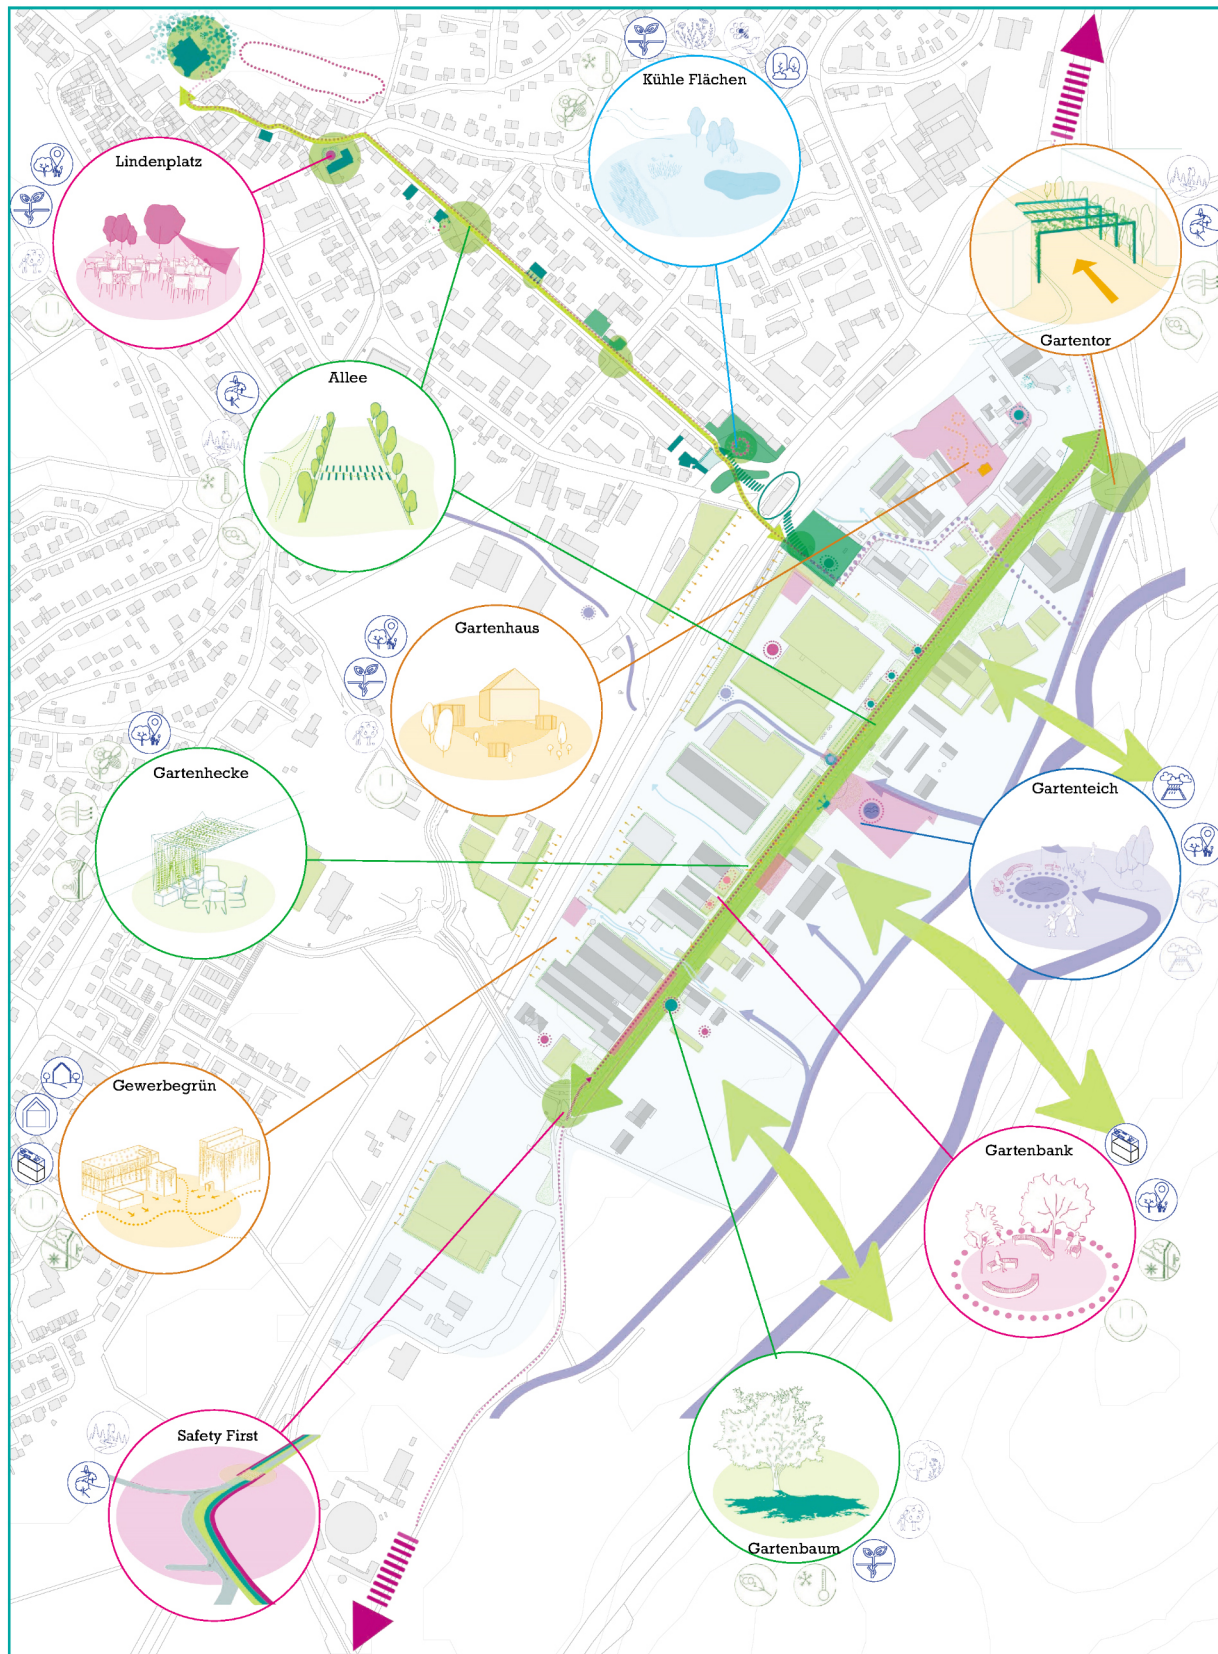 Kühle Flächen
Lindenplatz
Gartentor
Allee
Gartenhaus
Gartenhecke
Gartenteich
Gewerbegrün
Gartenbank
Safety First
Gartenbaum